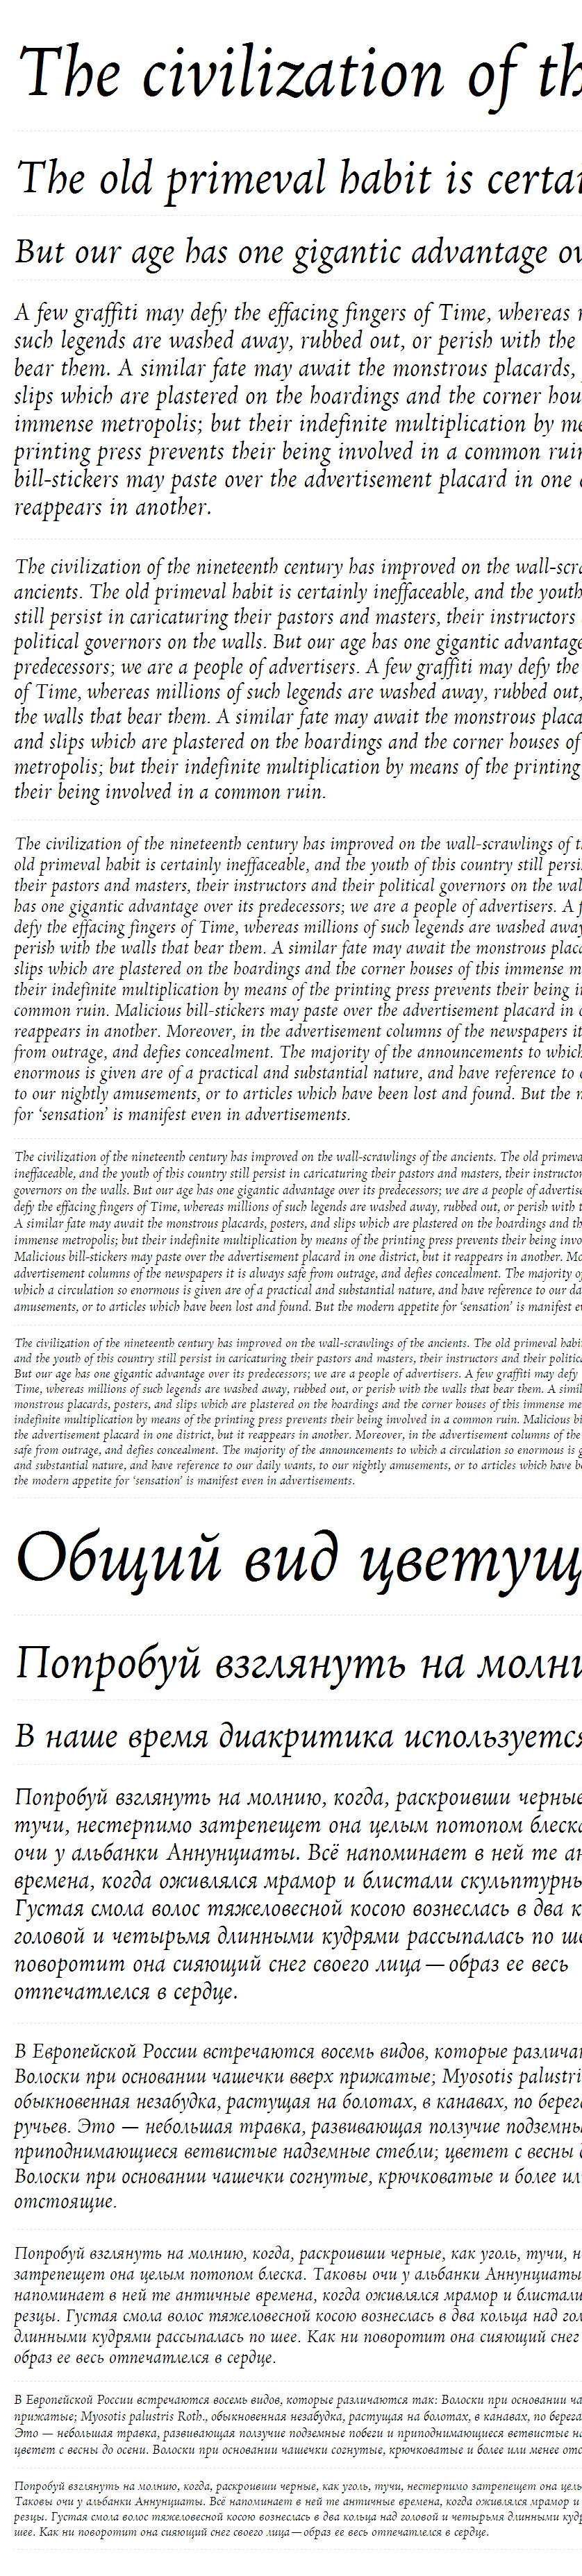 The civilization of th
The old primeval habit is certai
But our age has one gigantic advantage ov
A few graffiti may defy the effacing fingers of Time, whereas
such legends are washed away, rubbed out, or perish with the
bear them. A similar fate may await the monstrous placards,
slips which are plastered on the hoardings and the corner hou
immense metropolis; but their indefinite multiplication by me
printing press prevents their being involved in a common ruin
bill-stickers may paste over the advertisement placard in one
reappears in another.
The civilization of the nineteenth century has improved on the wall-scra
ancients. The old primeval habit is certainly ineffaceable, and the youth
still persist in caricaturing their pastors and masters, their instructors
political governors on the walls. But our age has one gigantic advantage
predecessors; we are a people of advertisers. A few graffiti may defy the
of Time, whereas millions of such legends are washed away, rubbed out,
the walls that bear them. A similar fate may await the monstrous placa
and slips which are plastered on the hoardings and the corner houses of
metropolis; but their indefinite multiplication by means of the printing
their being involved in a common ruin.
The civilization of the nineteenth century has improved on the wall-scrawlings of th
old primeval habit is certainly ineffaceable, and the youth of this country still persi
their pastors and masters, their instructors and their political governors on the wal
has one gigantic advantage over its predecessors; we are a people of advertisers. A f
defy the effacing fingers of Time, whereas millions of such legends are washed away
perish with the walls that bear them. A similar fate may await the monstrous placa
slips which are plastered on the hoardings and the corner houses of this immense m
their indefinite multiplication by means of the printing press prevents their being in
common ruin. Malicious bill-stickers may paste over the advertisement placard in o
reappears in another. Moreover, in the advertisement columns of the newspapers it
from outrage, and defies concealment. The majority of the announcements to which
enormous is given are of a practical and substantial nature, and have reference to
to our nightly amusements, or to articles which have been lost and found. But the m
for ‘sensation’ is manifest even in advertisements.
The civilization of the nineteenth century has improved on the wall-scrawlings of the ancients. The old primeva
ineffaceable, and the youth of this country still persist in caricaturing their pastors and masters, their instructor
governors on the walls. But our age has one gigantic advantage over its predecessors; we are a people of advertise
defy the effacing fingers of Time, whereas millions of such legends are washed away, rubbed out, or perish with t
A similar fate may await the monstrous placards, posters, and slips which are plastered on the hoardings and th
immense metropolis; but their indefinite multiplication by means of the printing press prevents their being invo
Malicious bill-stickers may paste over the advertisement placard in one district, but it reappears in another. Mo
advertisement columns of the newspapers it is always safe from outrage, and defies concealment. The majority of
which a circulation so enormous is given are of a practical and substantial nature, and have reference to our da
amusements, or to articles which have been lost and found. But the modern appetite for ‘sensation’ is manifest ev
The civilization of the nineteenth century has improved on the wall-scrawlings of the ancients. The old primeval habi
and the youth of this country still persist in caricaturing their pastors and masters, their instructors and their politic
But our age has one gigantic advantage over its predecessors; we are a people of advertisers. A few graffiti may defy
Time, whereas millions of such legends are washed away, rubbed out, or perish with the walls that bear them. A simil
monstrous placards, posters, and slips which are plastered on the hoardings and the corner houses of this immense me
indefinite multiplication by means of the printing press prevents their being involved in a common ruin. Malicious bi
the advertisement placard in one district, but it reappears in another. Moreover, in the advertisement columns of the
safe from outrage, and defies concealment. The majority of the announcements to which a circulation so enormous is g
and substantial nature, and have reference to our daily wants, to our nightly amusements, or to articles which have be
the modern appetite for ‘sensation’ is manifest even in advertisements.
Общий вид цветущ
Попробуй взглянуть на молни
В наше время диакритика используется
Попробуй взглянуть на молнию, когда, раскроивши черные
тучи, нестерпимо затрепещет она целым потопом блеска
очи у альбанки Аннунциаты. Всё напоминает в ней те ан
времена, когда оживлялся мрамор и блистали скульптурны
Густая смола волос тяжеловесной косою вознеслась в два к
головой и четырьмя длинными кудрями рассыпалась по ше
поворотит она сияющий снег своего лица — образ ее весь
отпечатлелся в сердце.
В Европейской России встречаются восемь видов, которые различаю
Волоски при основании чашечки вверх прижатые; Myosotis palustri
обыкновенная незабудка, растущая на болотах, в канавах, по берега
ручьев. Это — небольшая травка, развивающая ползучие подземны
приподнимающиеся ветвистые надземные стебли; цветет с весны д
Волоски при основании чашечки согнутые, крючковатые и более ил
отстоящие.
Попробуй взглянуть на молнию, когда, раскроивши черные, как уголь, тучи, н
затрепещет она целым потопом блеска. Таковы очи у альбанки Аннунциаты
напоминает в ней те античные времена, когда оживлялся мрамор и блистали
резцы. Густая смола волос тяжеловесной косою вознеслась в два кольца над гол
длинными кудрями рассыпалась по шее. Как ни поворотит она сияющий снег
образ ее весь отпечатлелся в сердце.
В Европейской России встречаются восемь видов, которые различаются так: Волоски при основании ча
прижатые; Myosotis palustris Roth., обыкновенная незабудка, растущая на болотах, в канавах, по берега
Это — небольшая травка, развивающая ползучие подземные побеги и приподнимающиеся ветвистые на
цветет с весны до осени. Волоски при основании чашечки согнутые, крючковатые и более или менее отс
Попробуй взглянуть на молнию, когда, раскроивши черные, как уголь, тучи, нестерпимо затрепещет она цель
Таковы очи у альбанки Аннунциаты. Всё напоминает в ней те античные времена, когда оживлялся мрамор и
резцы. Густая смола волос тяжеловесной косою вознеслась в два кольца над головой и четырьмя длинными кудр
шее. Как ни поворотит она сияющий снег своего лица — образ ее весь отпечатлелся в сердце.